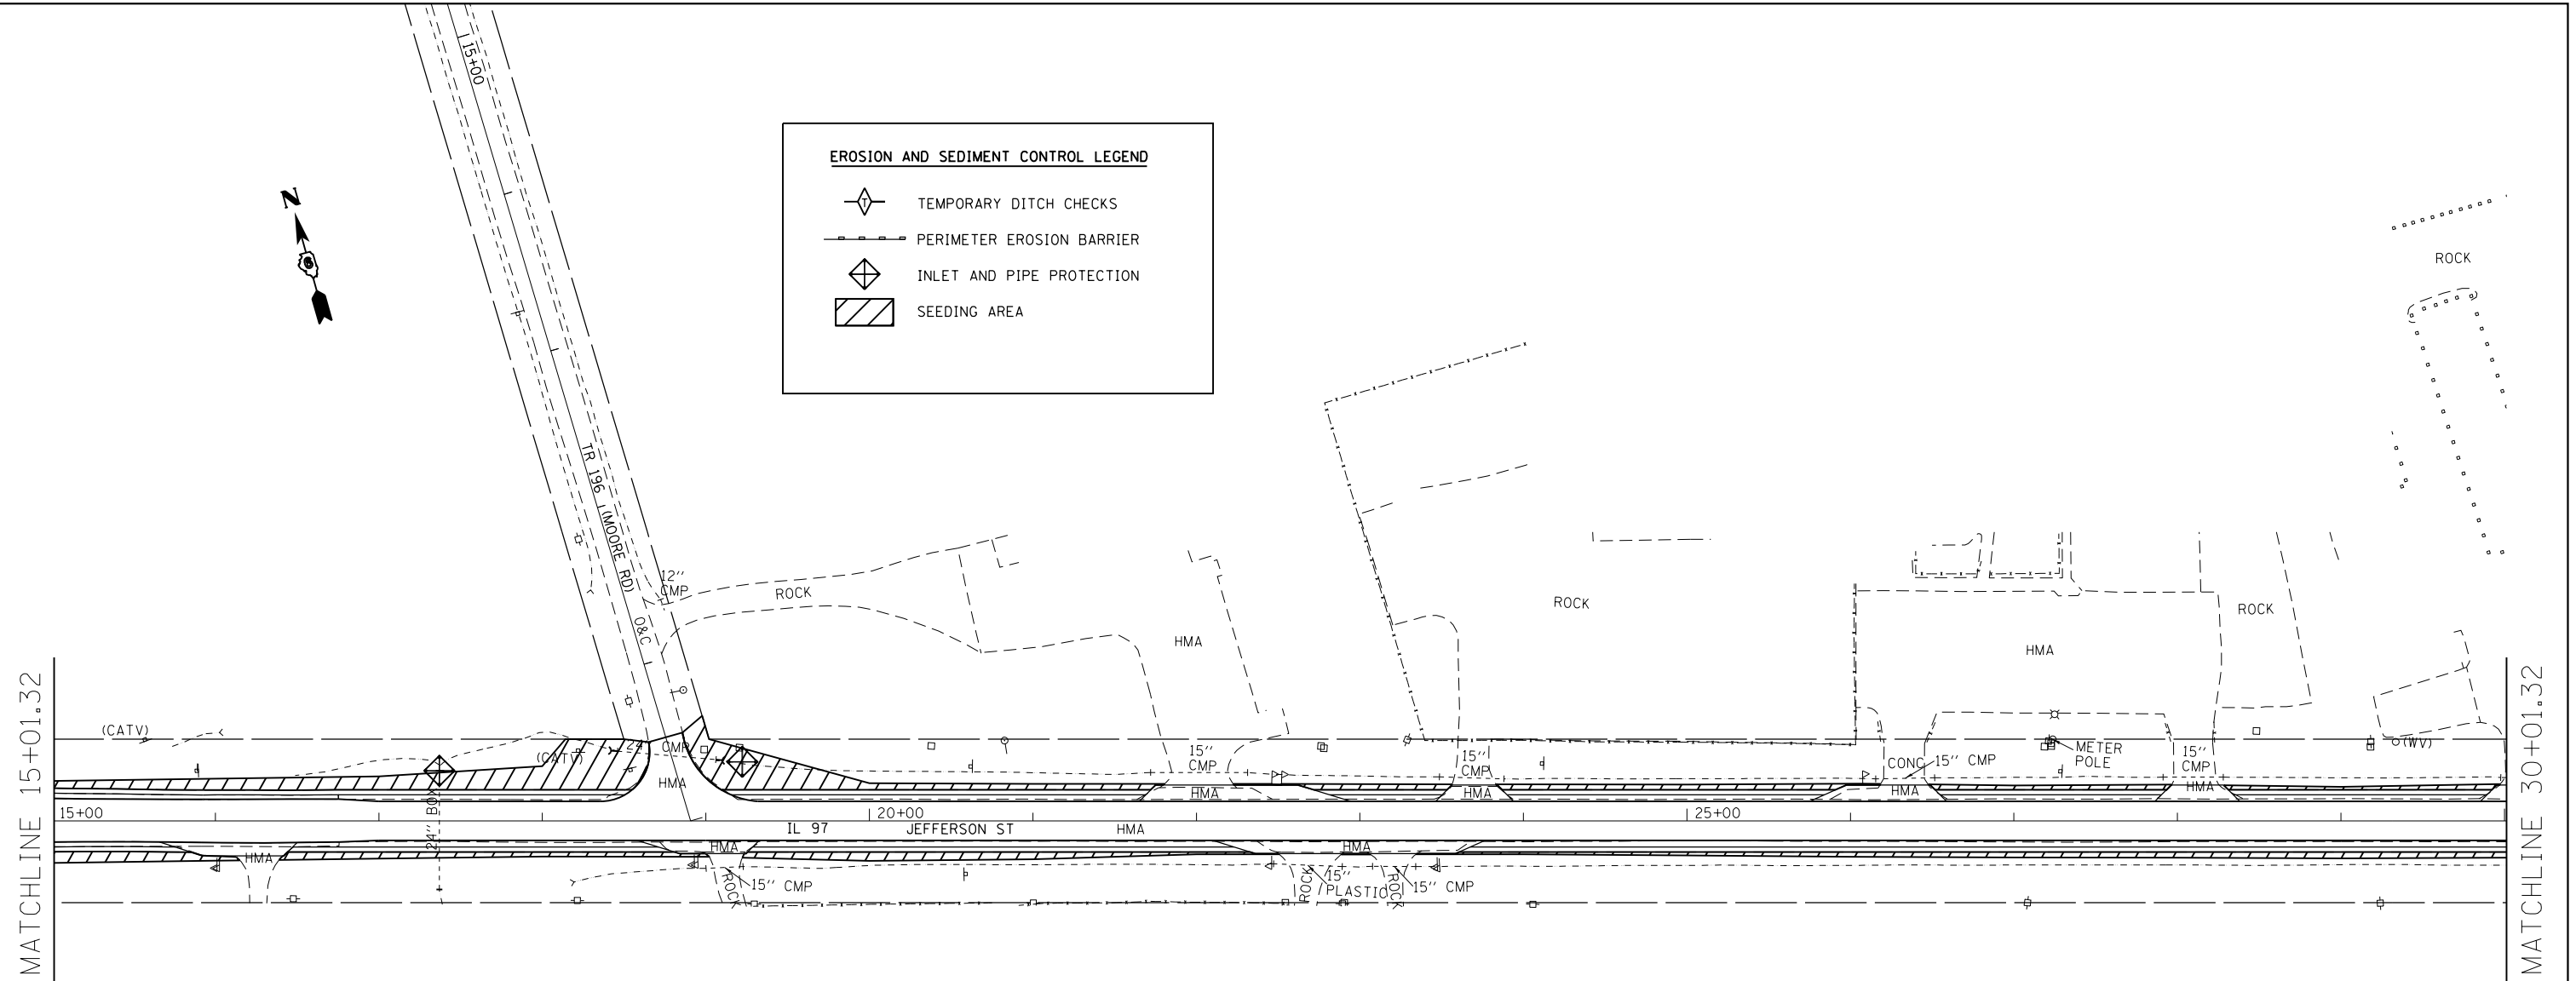 15+00
EROSION AND SEDIMENT CONTROL LEGEND
T TEMPORARY DITCH CHECKS
PERIMETER EROSION BARRIER
INLET AND PIPE PROTECTION
SEEDING AREA
N
ROCK
TR 196 (MOORE RD)
12''
CMP
ROCK
ROCK
ROCK
O&C
HMA
HMA
MATCHLINE 15+01.32
MATCHLINE 30+01.32
(CATV)
(CATV)
24''
CMP
HMA
15''
CMP
15''
CMP
CONC
15'' CMP
METER
POLE
15''
CMP
(WV)
HMA
HMA
HMA
HMA
15+00
20+00
25+00
24'' BOX
IL 97
JEFFERSON ST
HMA
HMA
HMA
HMA
ROCK
15'' CMP
ROCK
15''
PLASTIC
ROCK
15'' CMP